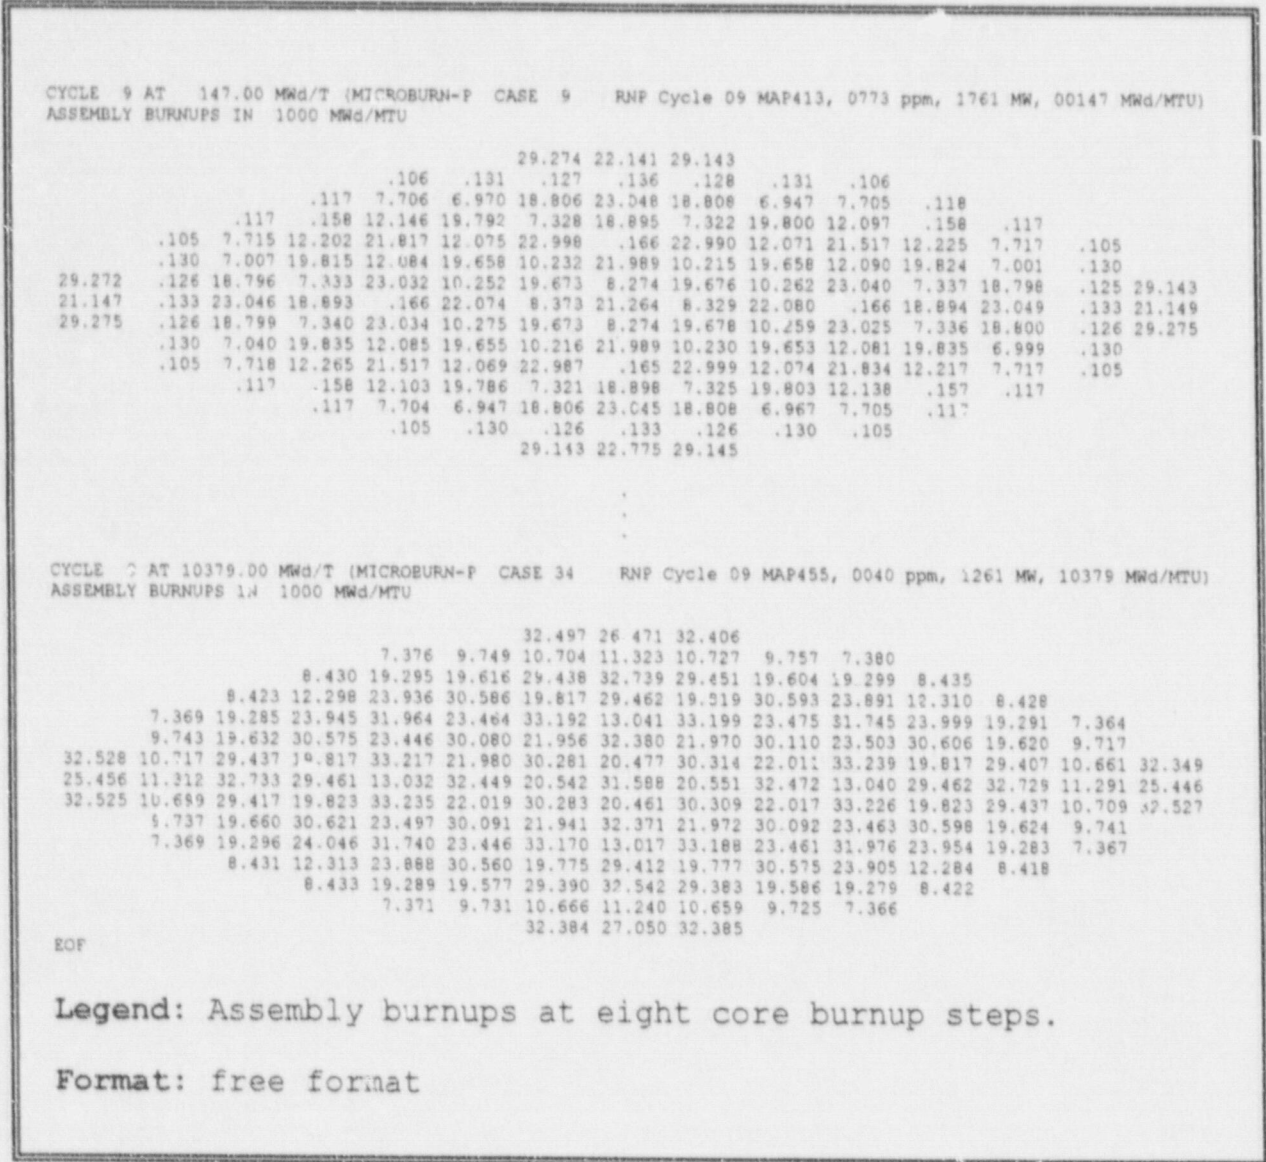 CYCLE 9 AT 147.00 MWd/T (MICROBURN-P CASE 9 RNP Cycle 09 MAP413, 0773 ppm, 1761 MW, 00147 MWd/MTU)
ASSEMBLY BURNUPS IN 1000 MWd/MTU
29.274 22.141 29.143
.106 .131 .127 .136 .128 .131 .106
.117 7.706 6.970 18.806 23.048 18.808 6.947 7.705 .118
.117 .158 12.146 19.792 7.328 18.895 7.322 19.800 12.097 .158 .117
.105 7.715 12.202 21.817 12.075 22.998 .166 22.990 12.071 21.517 12.225 7.717 .105
.130 7.007 19.815 12.084 19.658 10.232 21.989 10.215 19.658 12.090 19.824 7.001 .130
29.272 .126 18.796 7.333 23.032 10.252 19.673 8.274 19.676 10.262 23.040 7.337 18.798 .125 29.143
21.147 .133 23.046 18.893 .166 22.074 8.373 21.264 8.329 22.080 .166 18.894 23.049 .133 21.149
29.275 .126 18.799 7.340 23.034 10.275 19.673 8.274 19.678 10.259 23.025 7.336 18.800 .126 29.275
.130 7.040 19.835 12.085 19.655 10.216 21.989 10.230 19.653 12.081 19.835 6.999 .130
.105 7.718 12.265 21.517 12.069 22.987 .165 22.999 12.074 21.834 12.217 7.717 .105
.117 .158 12.103 19.786 7.321 18.898 7.325 19.803 12.138 .157 .117
.117 7.704 6.947 18.806 23.045 18.808 6.967 7.705 .117
.105 .130 .126 .133 .126 .130 .105
29.143 22.775 29.145
.
.
.
CYCLE AT 10379.00 MWd/T (MICROBURN-P CASE 34 RNP Cycle 09 MAP455, 0040 ppm, 1261 MW, 10379 MWd/MTU)
ASSEMBLY BURNUPS IN 1000 MWd/MTU
32.497 26.471 32.406
7.376 9.749 10.704 11.323 10.727 9.757 7.380
8.430 19.295 19.616 29.438 32.739 29.451 19.604 19.299 8.435
8.423 12.298 23.936 30.586 19.817 29.462 19.819 30.593 23.891 12.310 8.428
7.369 19.285 23.945 31.964 23.464 33.192 13.041 33.199 23.475 31.745 23.999 19.291 7.364
9.743 19.632 30.575 23.446 30.080 21.956 32.380 21.970 30.110 23.503 30.606 19.620 9.717
32.528 10.717 29.437 19.817 33.217 21.980 30.281 20.477 30.314 22.011 33.239 19.817 29.407 10.661 32.349
25.456 11.312 32.733 29.461 13.032 32.449 20.542 31.588 20.551 32.472 13.040 29.462 32.729 11.291 25.446
32.525 10.699 29.417 19.823 33.235 22.019 30.283 20.461 30.309 22.017 33.226 19.823 29.437 10.709 32.527
9.737 19.660 30.621 23.497 30.091 21.941 32.371 21.972 30.092 23.463 30.598 19.624 9.741
7.369 19.296 24.046 31.740 23.446 33.170 13.017 33.188 23.461 31.976 23.954 19.283 7.367
8.431 12.313 23.888 30.560 19.775 29.412 19.777 30.575 23.905 12.284 8.418
8.433 19.289 19.577 29.390 32.542 29.383 19.586 19.279 8.422
7.371 9.731 10.666 11.240 10.659 9.725 7.366
32.384 27.050 32.385
EOF
Legend: Assembly burnups at eight core burnup steps.
Format: free format